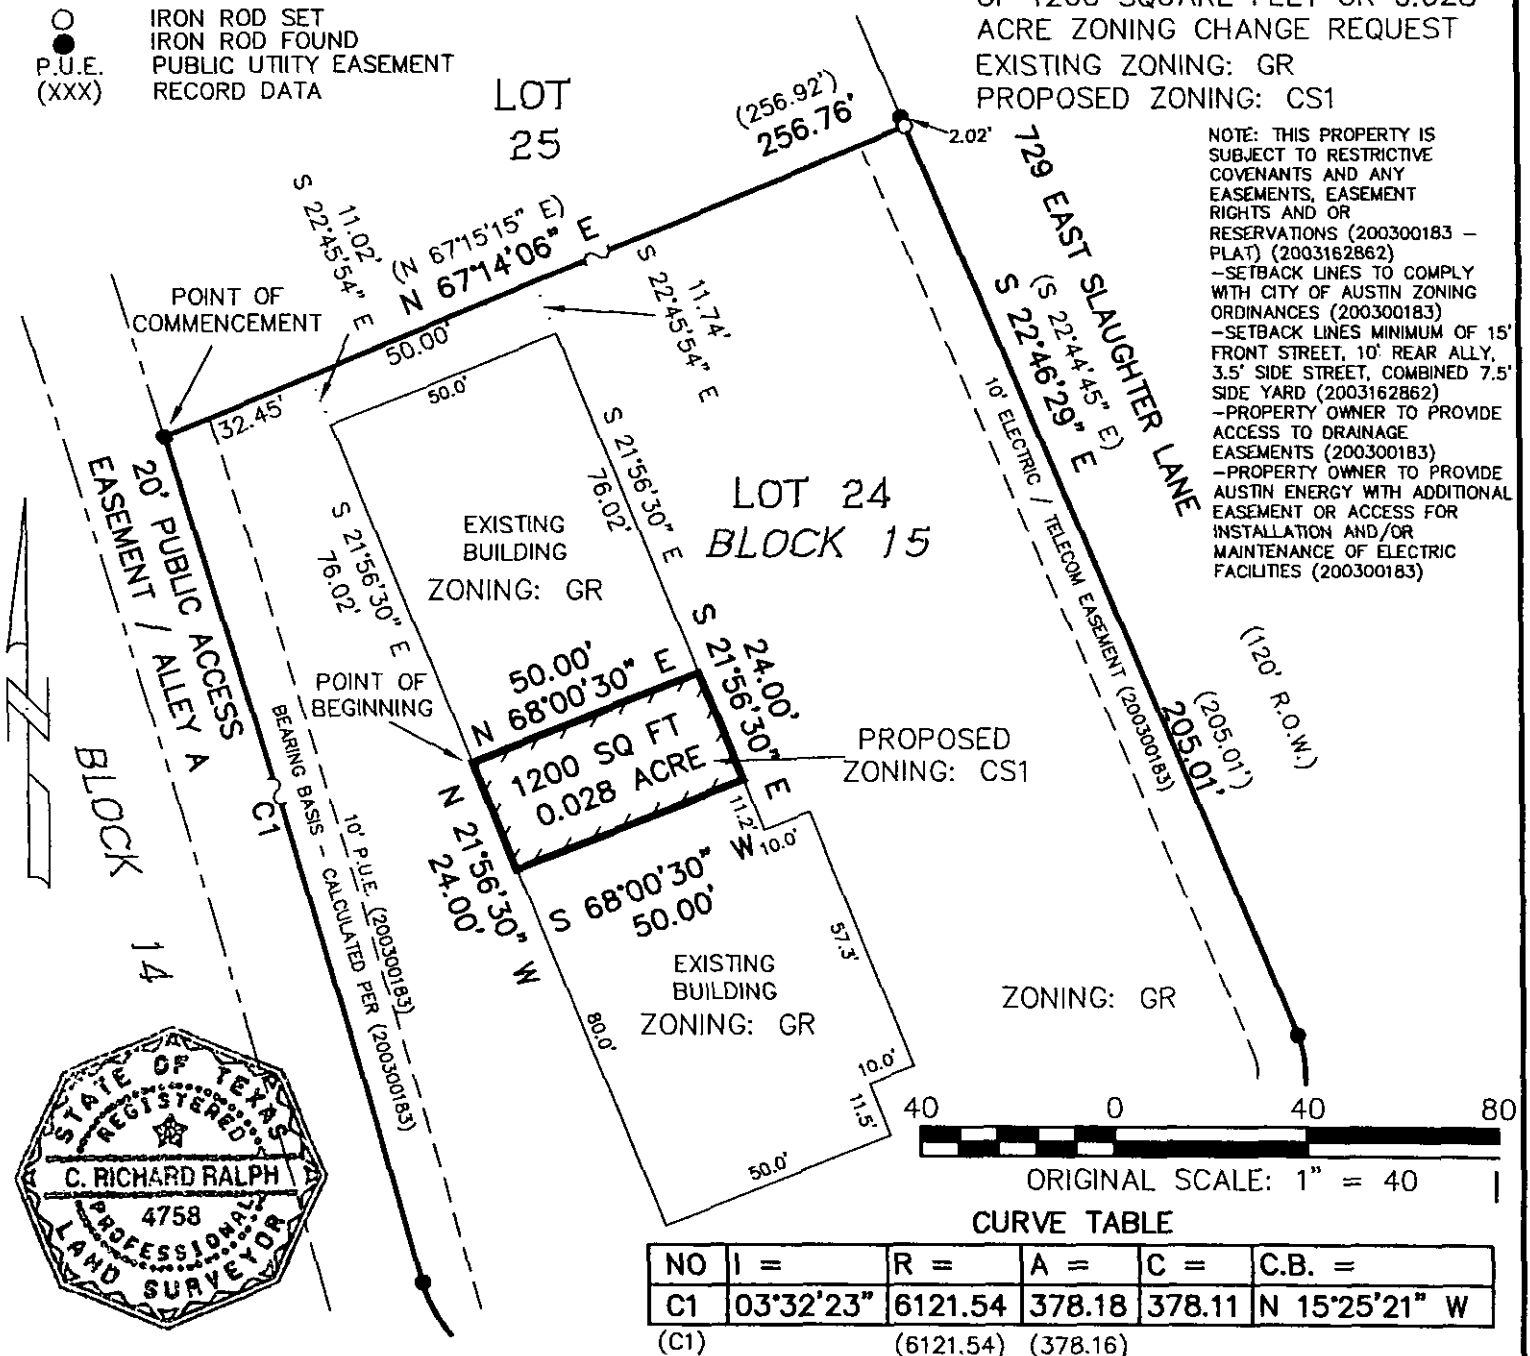 IRON ROD SET
IRON ROD FOUND
P.U.E. PUBLIC UTIITY EASEMENT
(XXX) RECORD DATA
ACRE ZONING CHANGE REQUEST
EXISTING ZONING: GR
PROPOSED ZONING: CS1
NOTE: THIS PROPERTY IS
SUBJECT TO RESTRICTIVE
COVENANTS AND ANY
EASEMENTS, EASEMENT
RIGHTS AND OR
RESERVATIONS (200300183 –
PLAT) (2003162862)
-SETBACK LINES TO COMPLY
WITH CITY OF AUSTIN ZONING
ORDINANCES (200300183)
-SETBACK LINES MINIMUM OF 15'
FRONT STREET, 10' REAR ALLY,
3.5' SIDE STREET, COMBINED 7.5'
SIDE YARD (2003162862)
-PROPERTY OWNER TO PROVIDE
ACCESS TO DRAINAGE
EASEMENTS (200300183)
-PROPERTY OWNER TO PROVIDE
AUSTIN ENERGY WITH ADDITIONAL
EASEMENT OR ACCESS FOR
INSTALLATION AND/OR
MAINTENANCE OF ELECTRIC
FACILITIES (200300183)
LOT
25
(256.92')
256.76'
2.02'
729 EAST SLAUGHTER LANE
11.02'
S 22°45'54" E
(N 67°15'15" E)
N 67°14'06" E
11.74'
S 22°45'54" E
(S 22°44'45" E)
S 22°46'29" E
POINT OF
COMMENCEMENT
50.00'
32.45'
50.0'
20' PUBLIC ACCESS
EASEMENT / ALLEY A
S 21°56'30" E
76.02'
S 21°56'30" E
76.02'
EXISTING
BUILDING
ZONING: GR
LOT 24
BLOCK 15
10' ELECTRIC / TELECOM EASEMENT (200300183)
(120' R.O.W.)
(205.01')
205.01'
POINT OF
BEGINNING
50.00'
N 68°00'30" E
24.00'
S 21°56'30" E
1200 SQ FT
0.028 ACRE
PROPOSED
ZONING: CS1
N 21°56'30" W
24.00'
S 68°00'30" W
50.00'
11.2'
10.0'
57.3'
BLOCK 14
C1
BEARING BASIS - CALCULATED PER (200300183)
10' P.U.E. (200300183)
EXISTING
BUILDING
ZONING: GR
80.0'
10.0'
11.5'
50.0'
ZONING: GR
STATE OF TEXAS
REGISTERED
C. RICHARD RALPH
4758
PROFESSIONAL
LAND SURVEYOR
40 0 40 80
ORIGINAL SCALE: 1" = 40
CURVE TABLE
NO I = R = A = C = C.B. =
C1 03°32'23" 6121.54 378.18 378.11 N 15°25'21" W
(C1) (6121.54) (378.16)